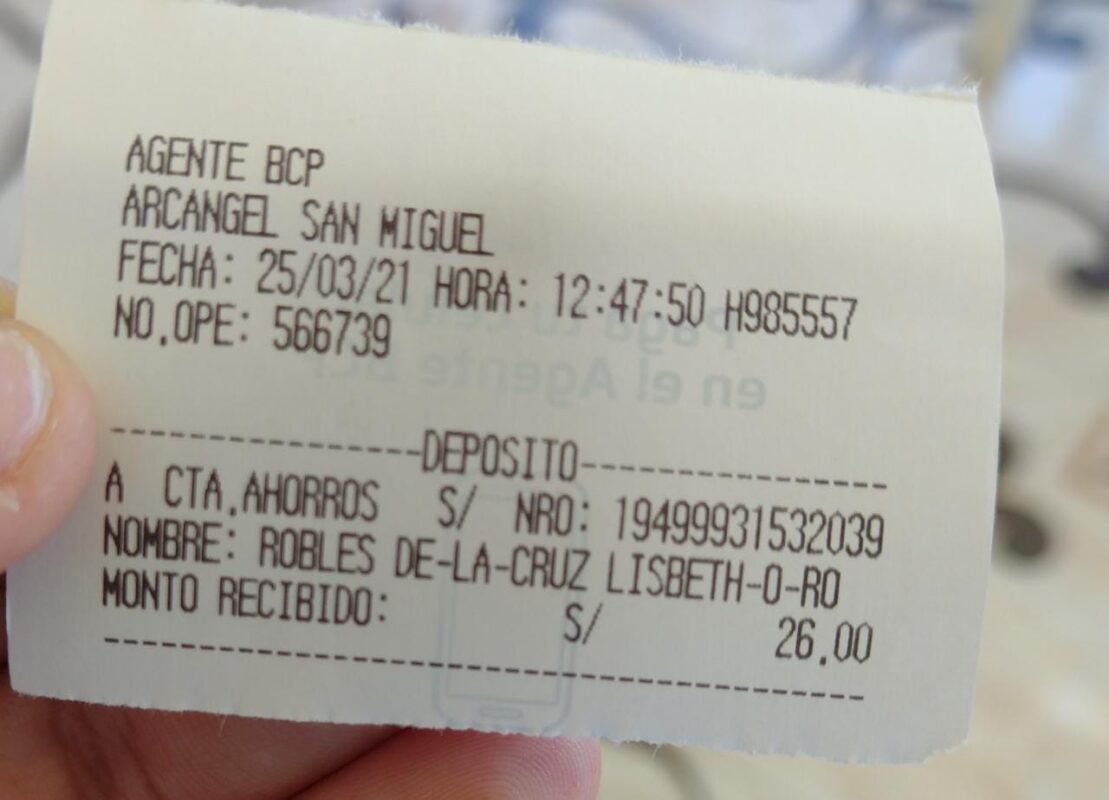 AGENTE BCP
ARCANGEL SAN MIGUEL
FECHA: 25/03/21 HORA: 12:47:50 H985557
NO.OPE: 566739
--------------------DEPOSITO--------------------
A CTA.AHORROS S/ NRO: 19499931532039
NOMBRE: ROBLES DE-LA-CRUZ LISBETH-O-RO
MONTO RECIBIDO: S/ 26.00